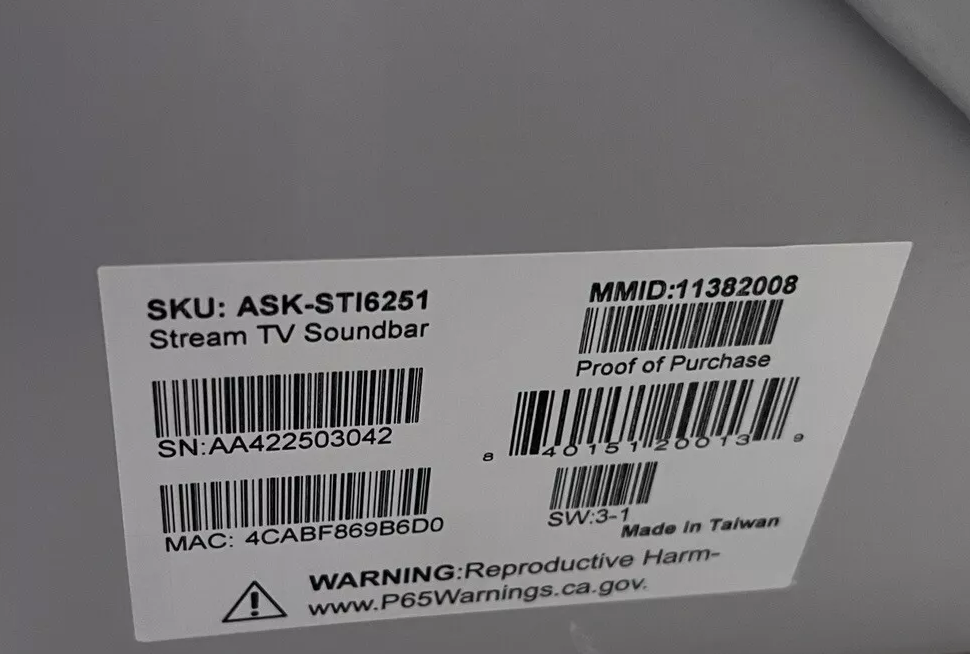 SKU: ASK-STI6251
Stream TV Soundbar
SN:AA422503042
MAC: 4CABF869B6D0
MMID:11382008
Proof of Purchase
8 40151 20013 9
SW:3-1
Made in Taiwan
WARNING:Reproductive Harm-
www.P65Warnings.ca.gov.